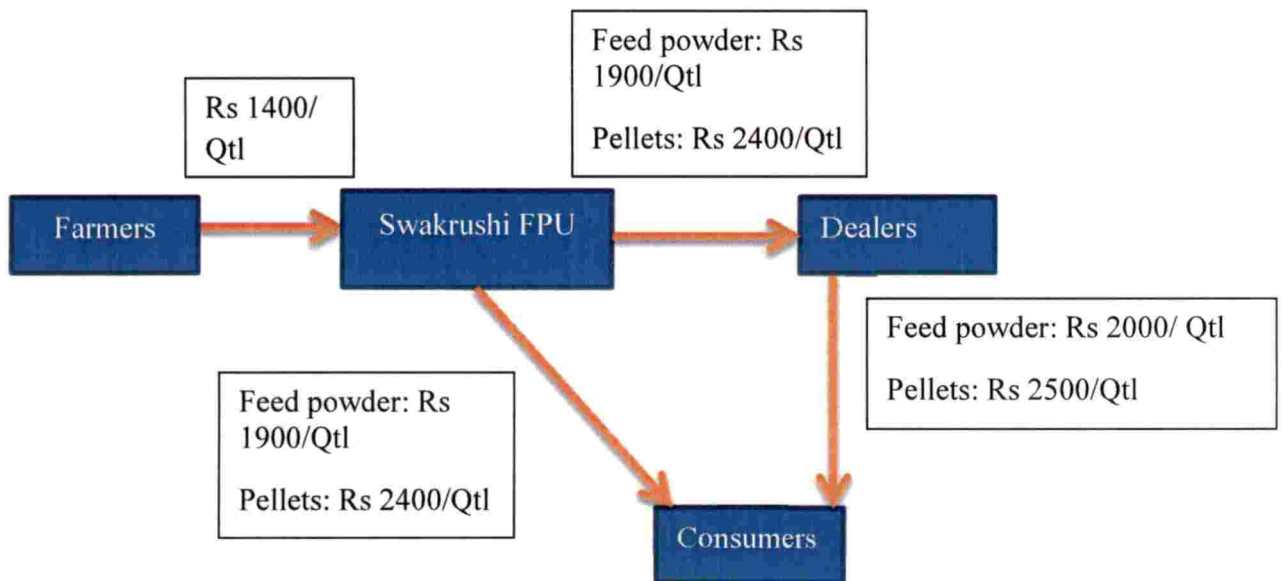 Feed powder: Rs
1900/Qtl
Pellets: Rs 2400/Qtl
Rs 1400/
Qtl
Farmers
Swakrushi FPU
Dealers
Feed powder: Rs 2000/ Qtl
Pellets: Rs 2500/Qtl
Feed powder: Rs
1900/Qtl
Pellets: Rs 2400/Qtl
Consumers